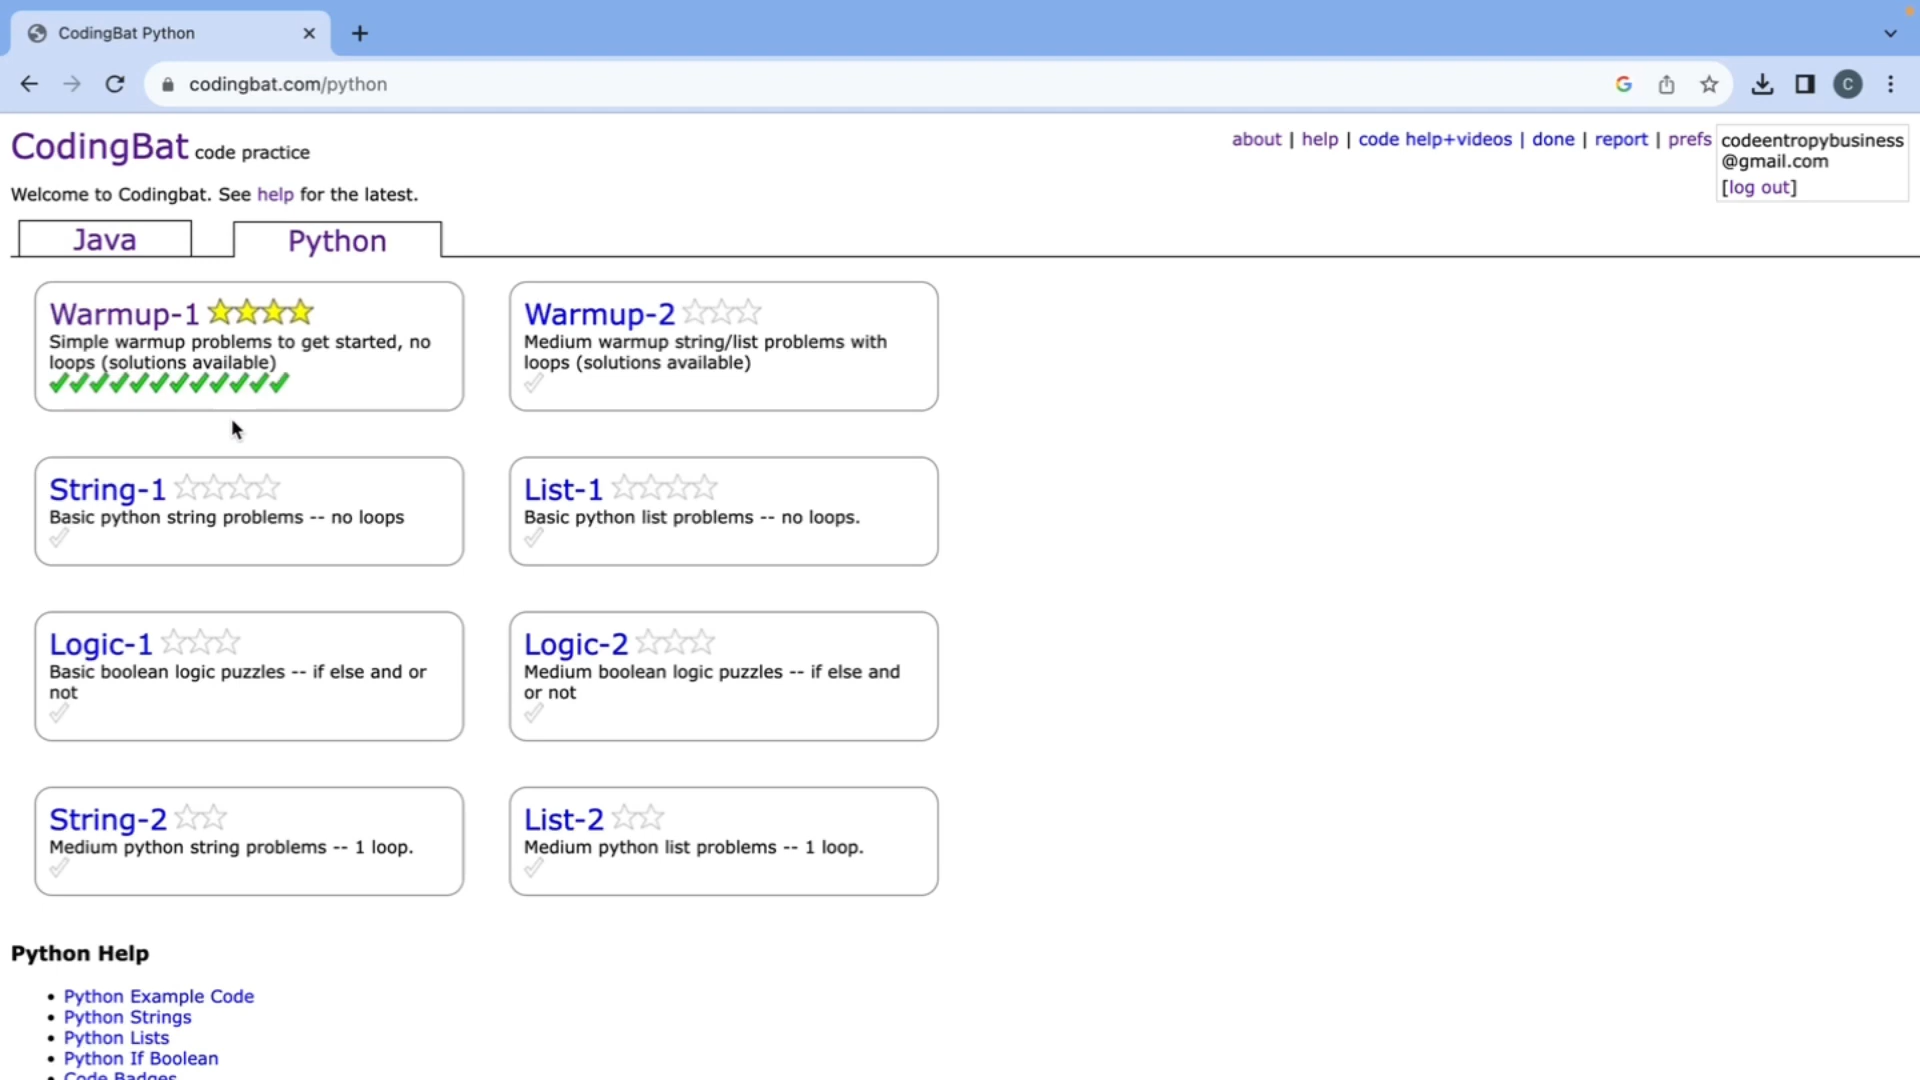 CodingBat Python
codingbat.com/python
C
CodingBat code practice
about | help | code help+videos | done | report | prefs
codeentropybusiness
@gmail.com
[log out]
Welcome to Codingbat. See help for the latest.
Java
Python
Warmup-1
Simple warmup problems to get started, no
loops (solutions available)
Warmup-2
Medium warmup string/list problems with
loops (solutions available)
String-1
Basic python string problems -- no loops
List-1
Basic python list problems -- no loops.
Logic-1
Basic boolean logic puzzles -- if else and or
not
Logic-2
Medium boolean logic puzzles -- if else and
or not
String-2
Medium python string problems -- 1 loop.
List-2
Medium python list problems -- 1 loop.
Python Help
• Python Example Code
• Python Strings
• Python Lists
• Python If Boolean
• Code Badges